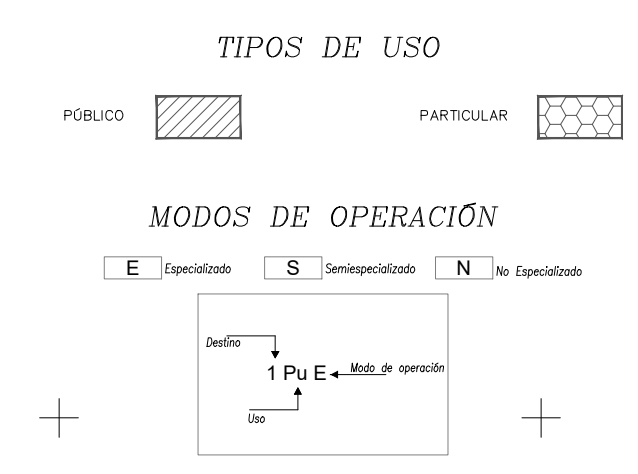 TIPOS DE USO
PÚBLICO
PARTICULAR
MODOS DE OPERACIÓN
E Especializado
S Semiespecializado
N No Especializado
Destino
1 Pu E
Modo de operación
Uso